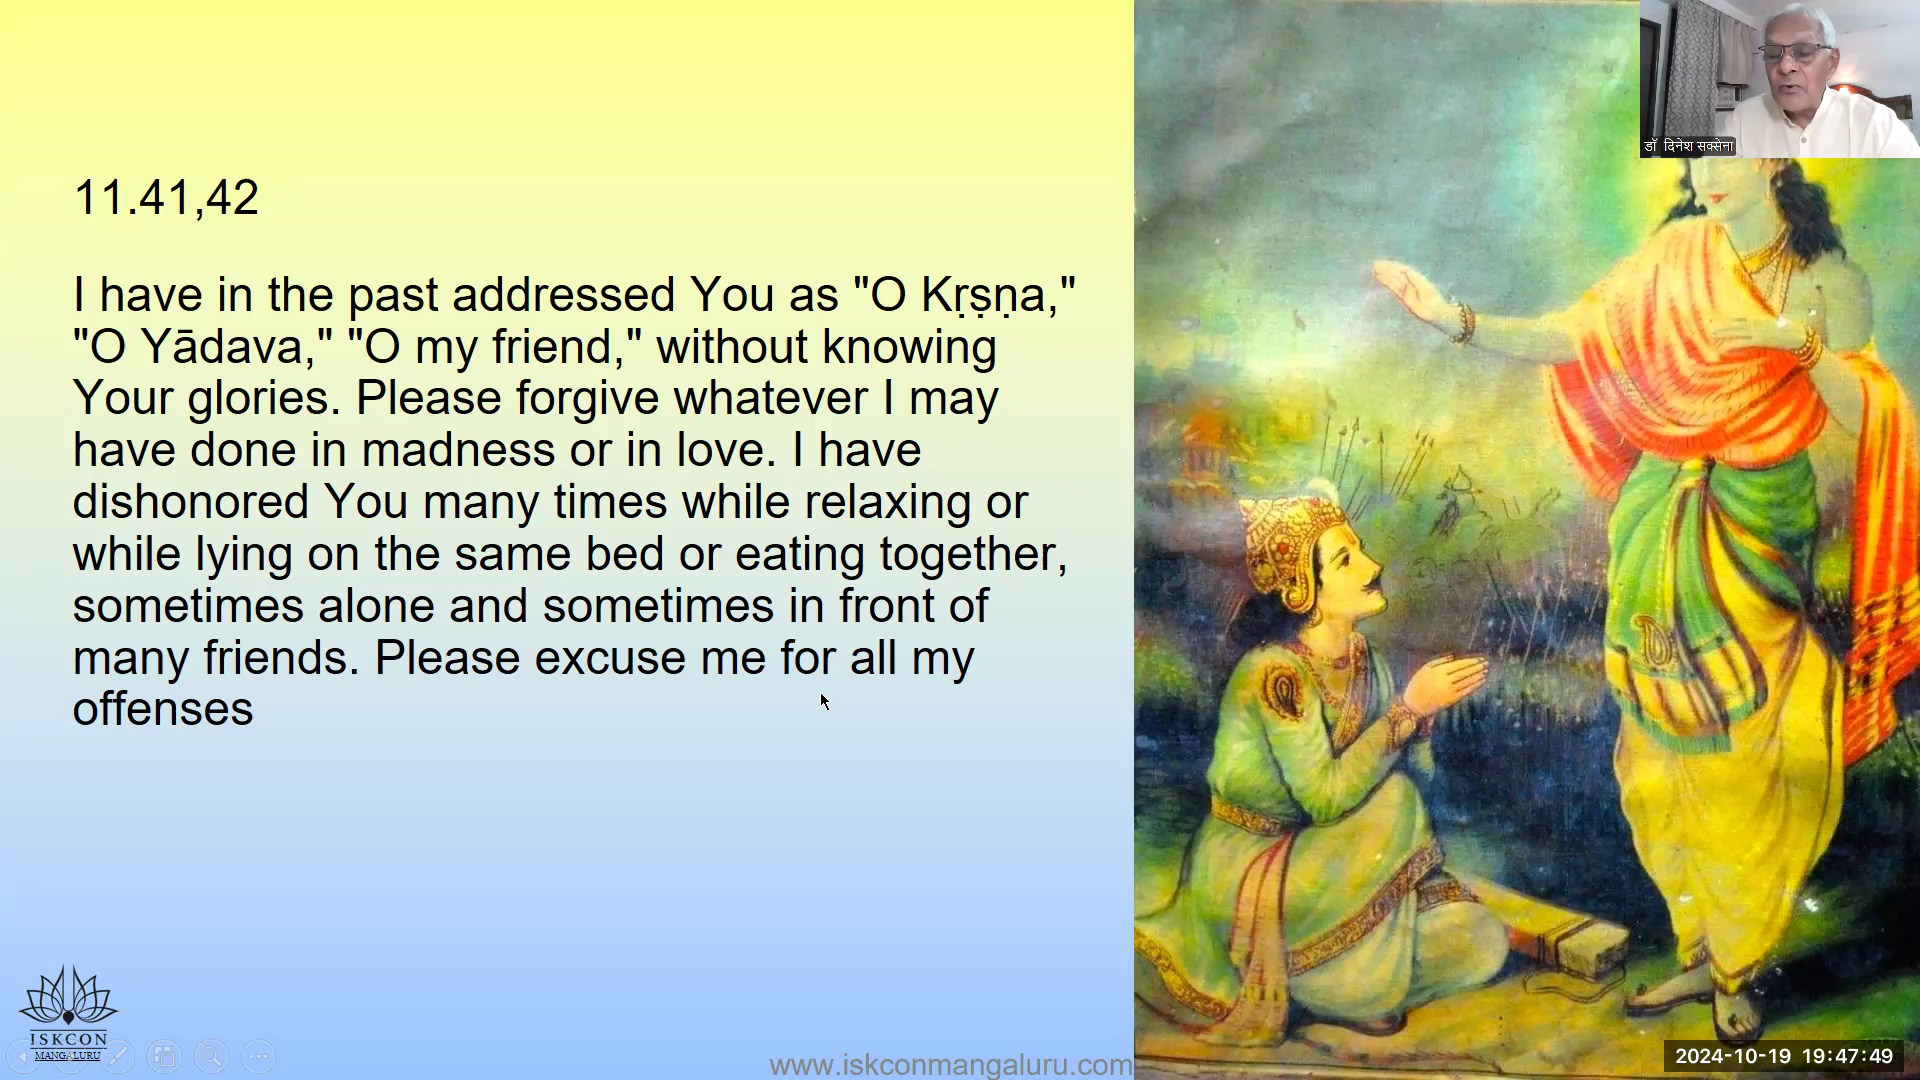 डॉ दिनेश सक्सेना
11.41,42
I have in the past addressed You as "O Kṛṣṇa,"
"O Yādava," "O my friend," without knowing
Your glories. Please forgive whatever I may
have done in madness or in love. I have
dishonored You many times while relaxing or
while lying on the same bed or eating together,
sometimes alone and sometimes in front of
many friends. Please excuse me for all my
offenses
ISKCON
MANGALURU
www.iskconmangaluru.com
2024-10-19 19:47:49